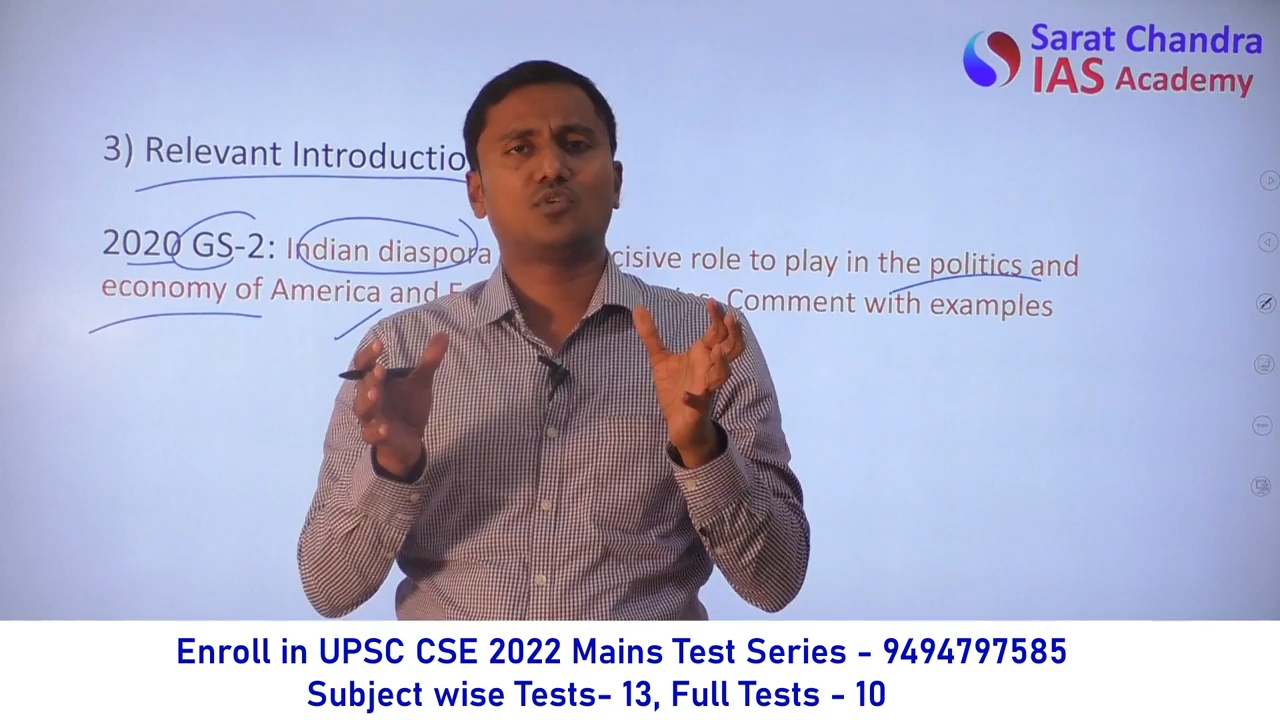 Sarat Chandra
IAS Academy
3) Relevant Introductio
2020 GS-2: Indian diaspora cisive role to play in the politics and
economy of America and Comment with examples
Enroll in UPSC CSE 2022 Mains Test Series - 9494797585
Subject wise Tests- 13, Full Tests - 10